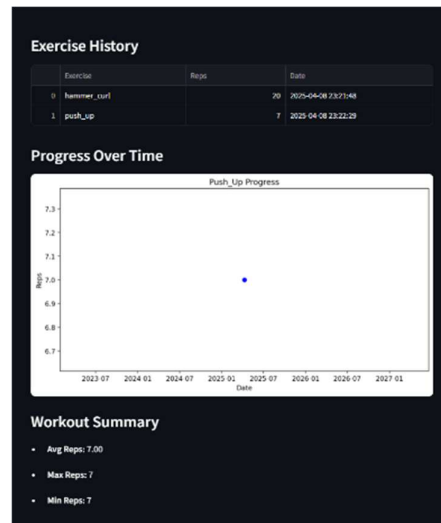 Exercise History
Exercise Reps Date
0 hammer_curl 20 2025-04-08 23:21:48
1 push_up 7 2025-04-08 23:22:29
Progress Over Time
Push_Up Progress
7.3
7.2
7.1
7.0
6.9
6.8
6.7
Reps
2023-07 2024-01 2024-07 2025-01 2025-07 2026-01 2026-07 2027-01
Date
Workout Summary
• Avg Reps: 7.00
• Max Reps: 7
• Min Reps: 7